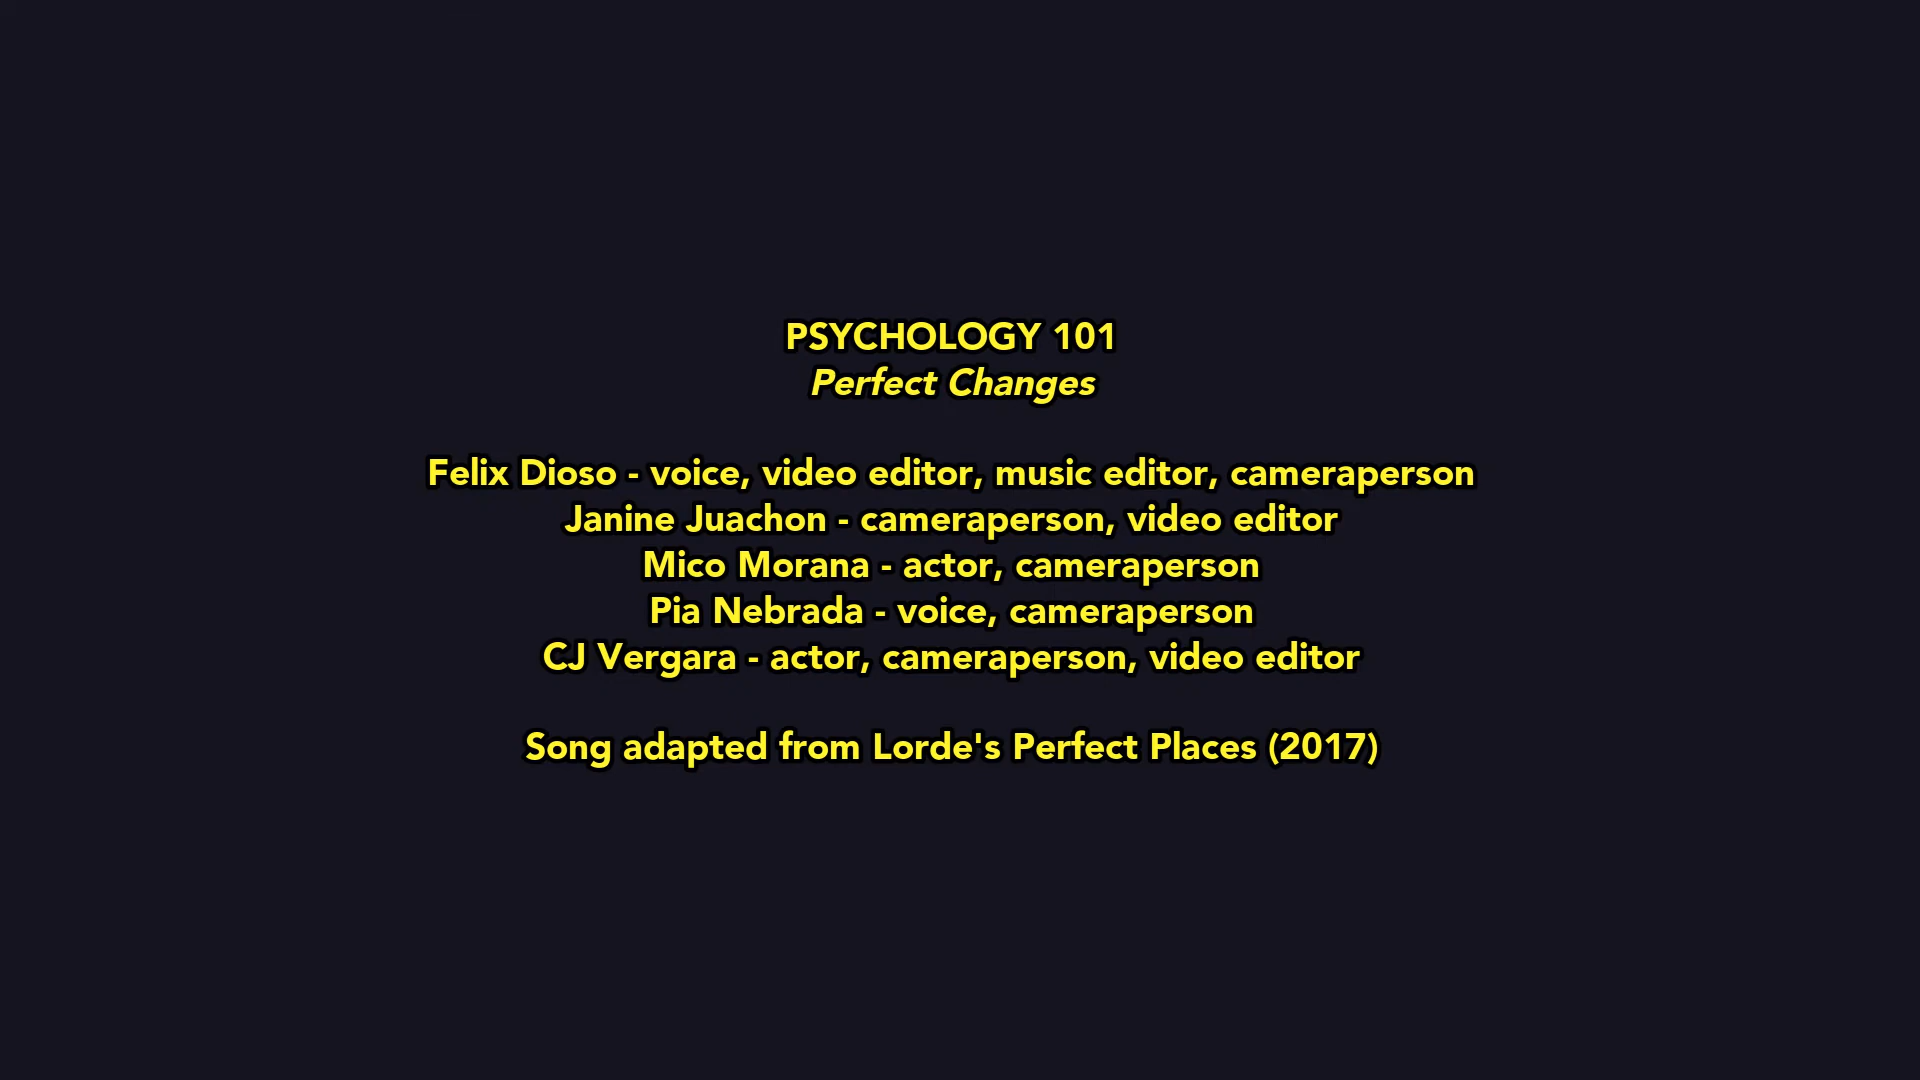 PSYCHOLOGY 101
Perfect Changes
Felix Dioso - voice, video editor, music editor, cameraperson
Janine Juachon - cameraperson, video editor
Mico Morana - actor, cameraperson
Pia Nebrada - voice, cameraperson
CJ Vergara - actor, cameraperson, video editor
Song adapted from Lorde's Perfect Places (2017)